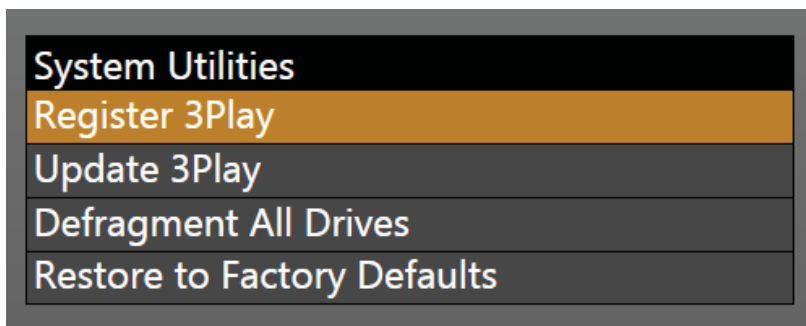 System Utilities
Register 3Play
Update 3Play
Defragment All Drives
Restore to Factory Defaults